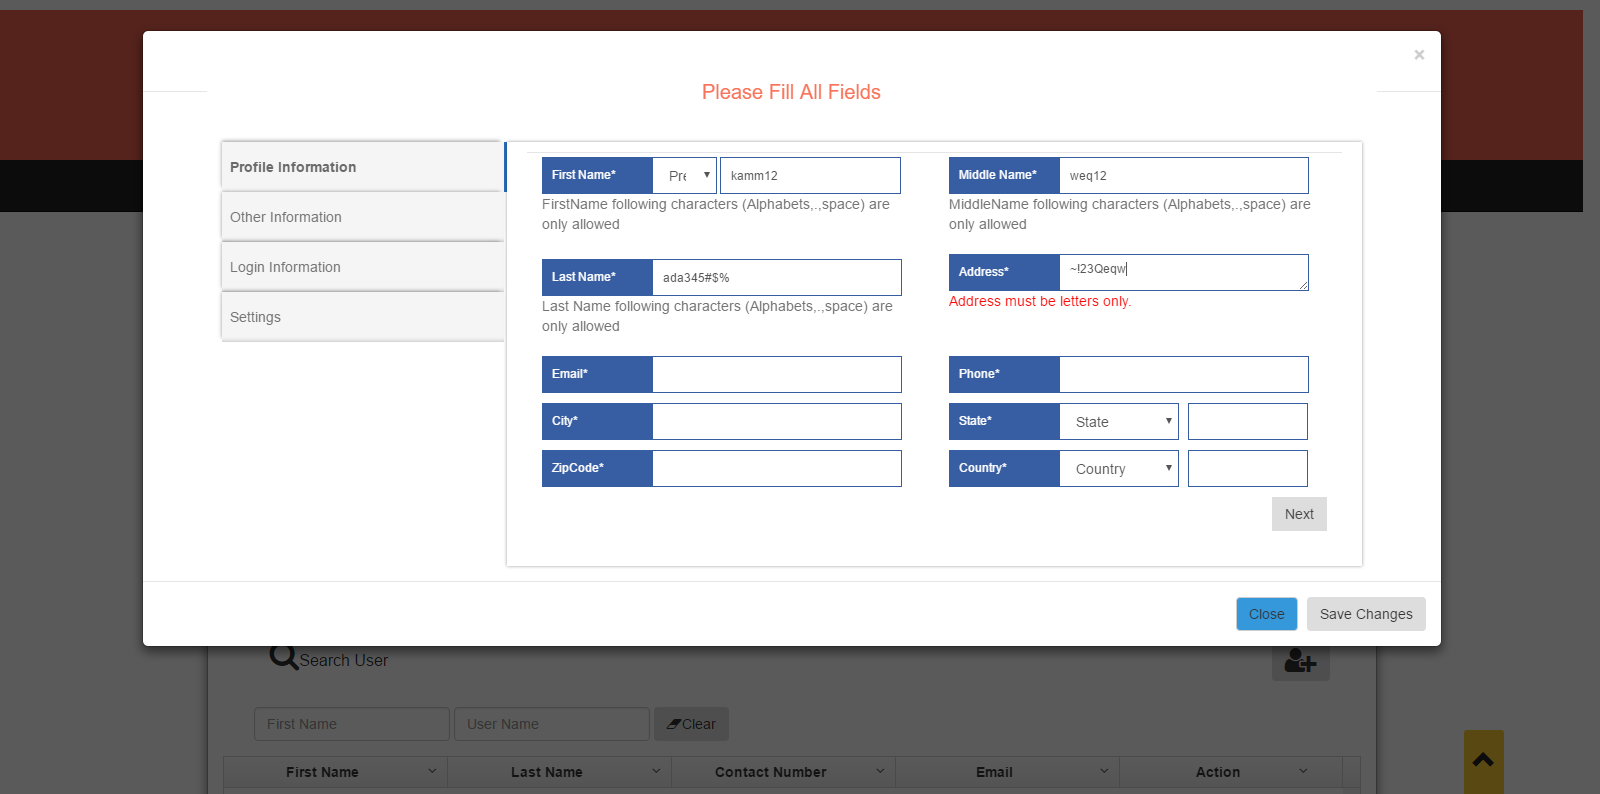 ×
Please Fill All Fields
Profile Information
Other Information
Login Information
Settings
First Name*
Pre
kamm12
FirstName following characters (Alphabets,.,space) are
only allowed
Middle Name*
weq12
MiddleName following characters (Alphabets,.,space) are
only allowed
Last Name*
ada345#$%
Last Name following characters (Alphabets,.,space) are
only allowed
Address*
~!23Qeqw
Address must be letters only.
Email*
Phone*
City*
State*
State
ZipCode*
Country*
Country
Next
Close
Save Changes
Search User
First Name
User Name
Clear
First Name
Last Name
Contact Number
Email
Action